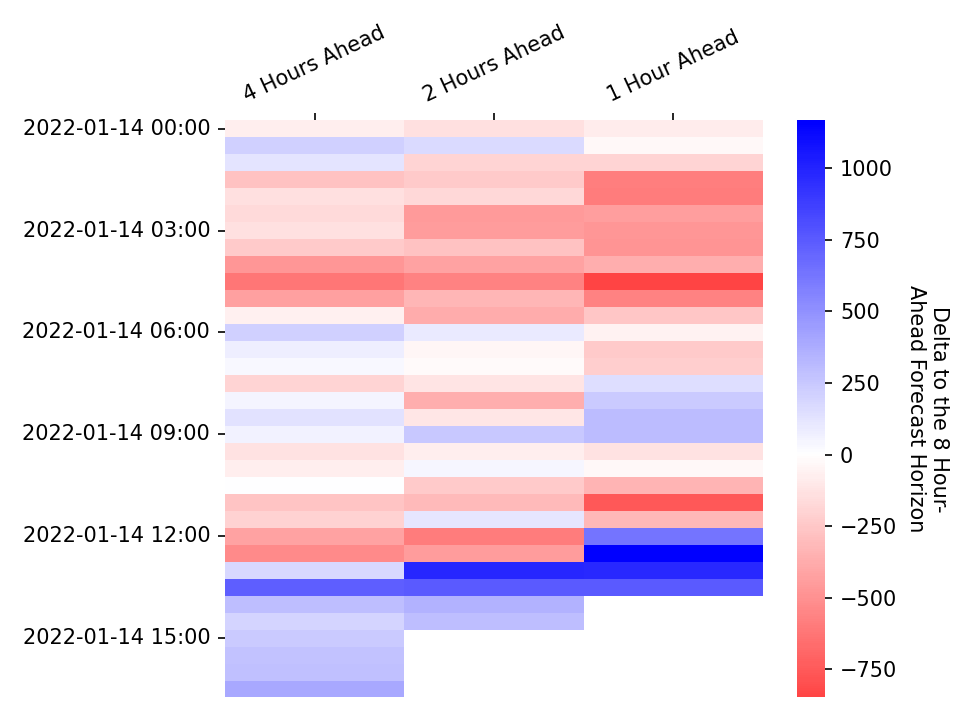 4 Hours Ahead
2 Hours Ahead
1 Hour Ahead
2022-01-14 00:00
2022-01-14 03:00
2022-01-14 06:00
2022-01-14 09:00
2022-01-14 12:00
2022-01-14 15:00
1000
750
500
250
0
−250
−500
−750
Delta to the 8 Hour-
Ahead Forecast Horizon